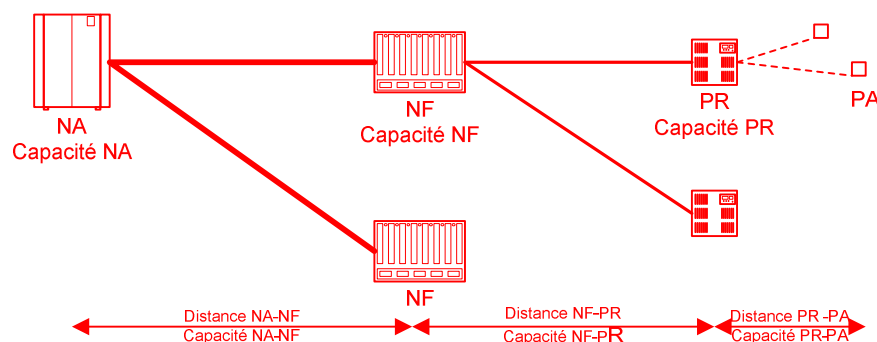 NA
Capacité NA
NF
Capacité NF
PR
Capacité PR
PA
NF
Distance NA-NF
Capacité NA-NF
Distance NF-PR
Capacité NF-PR
Distance PR-PA
Capacité PR-PA